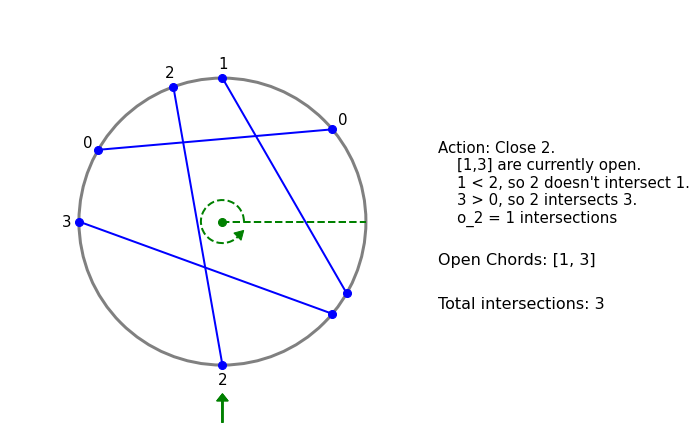 1
2
0
0
Action: Close 2.
[1,3] are currently open.
1 < 2, so 2 doesn't intersect 1.
3 > 0, so 2 intersects 3.
3
o_2 = 1 intersections
Open Chords: [1, 3]
Total intersections: 3
2